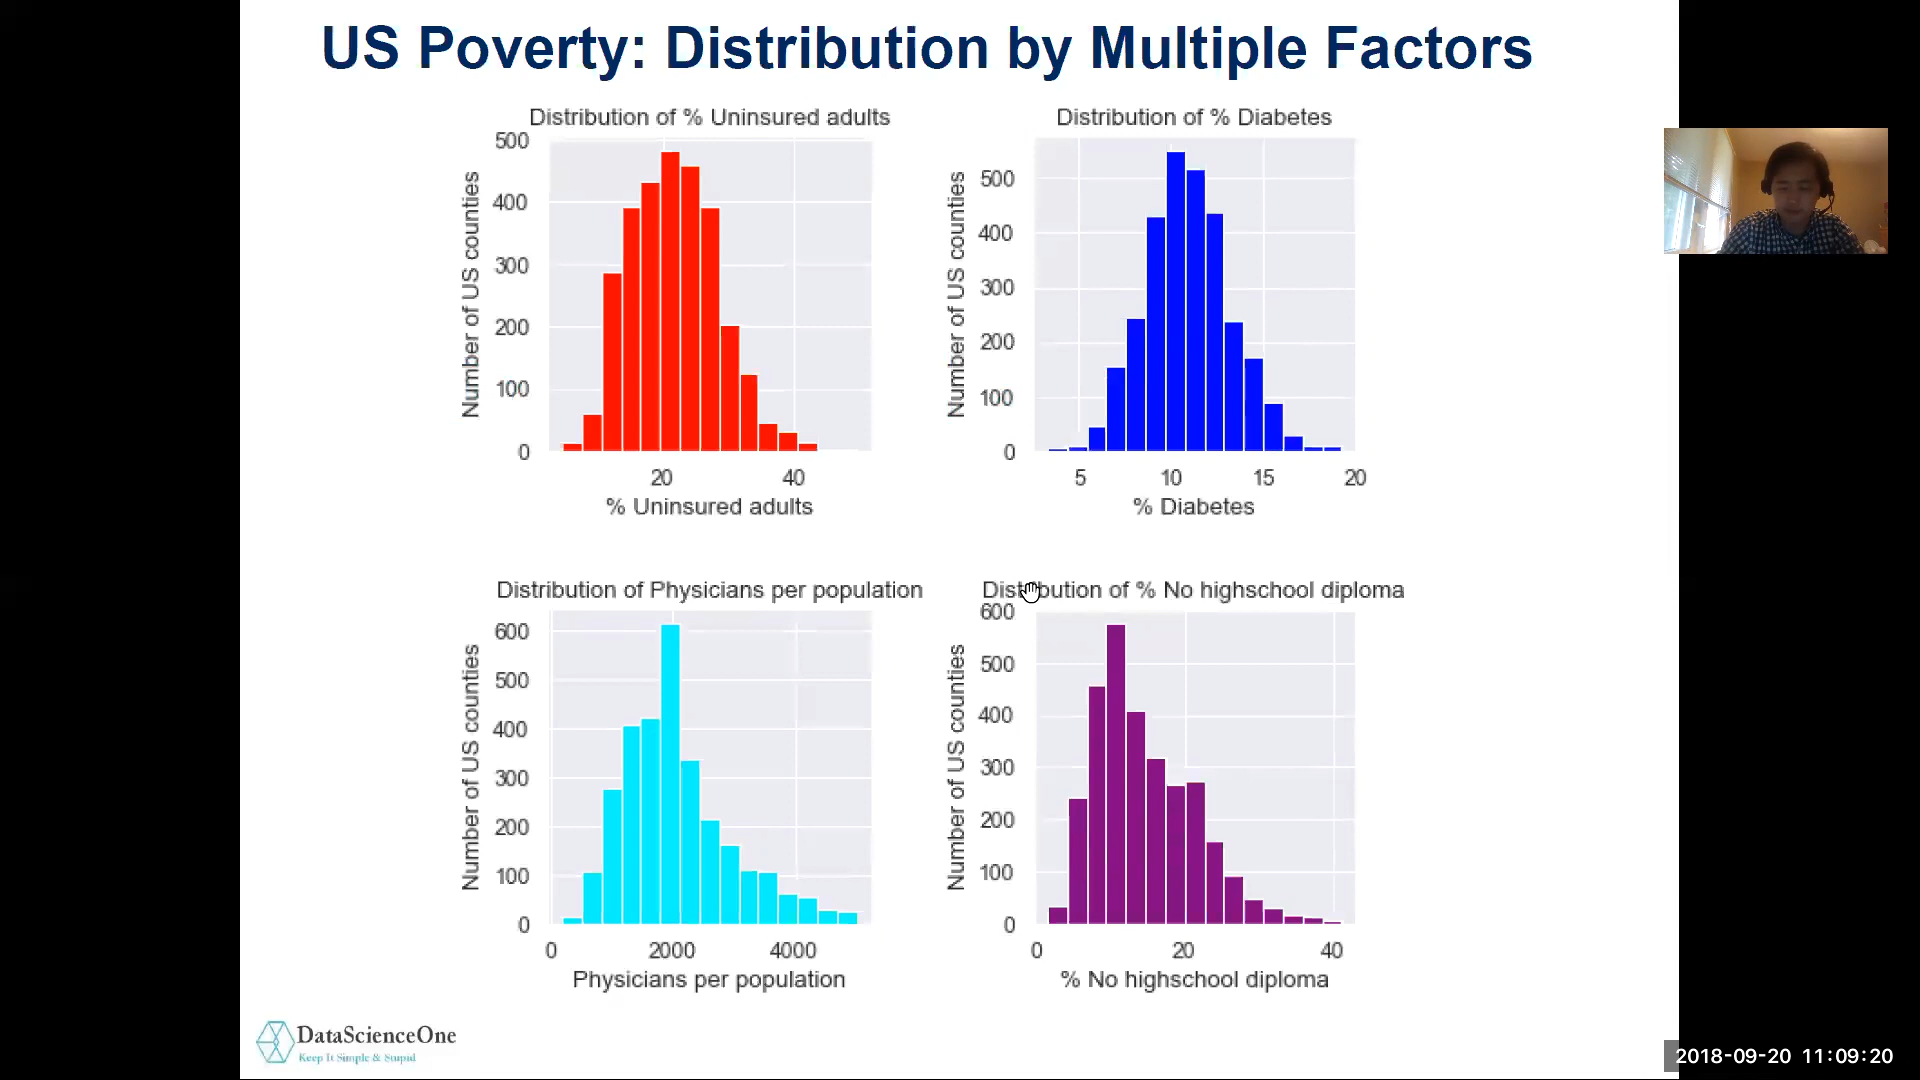 US Poverty: Distribution by Multiple Factors
Distribution of % Uninsured adults
500
400
300
200
100
0
Number of US counties
20 40
% Uninsured adults
Distribution of % Diabetes
500
400
300
200
100
0
Number of US counties
5 10 15 20
% Diabetes
Distribution of Physicians per population
600
500
400
300
200
100
0
Number of US counties
0 2000 4000
Physicians per population
Distribution of % No highschool diploma
600
500
400
300
200
100
0
Number of US counties
0 20 40
% No highschool diploma
DataScienceOne
Keep It Simple & Stupid
2018-09-20 11:09:20